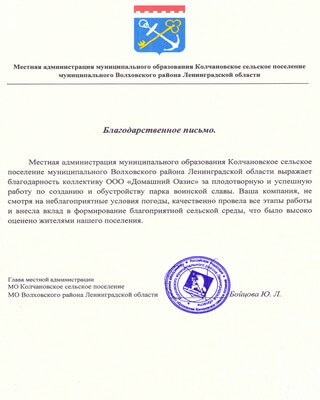 Местная администрация муниципального образования Колчановское сельское поселение
муниципального Волховского района Ленинградской области
Благодарственное письмо.
Местная администрация муниципального образования Колчановское сельское
поселение муниципального Волховского района Ленинградской области выражает
благодарность коллективу ООО «Домашний Оазис» за плодотворную и успешную
работу по созданию и обустройству парка воинской славы. Ваша компания, не
смотря на неблагоприятные условия погоды, качественно провела все этапы работы
и внесла вклад в формирование благоприятной сельской среды, что было высоко
оценено жителями нашего поселения.
Глава местной администрации
МО Колчановское сельское поселение
МО Волховского района Ленинградской области
Бойцова Ю. Л.